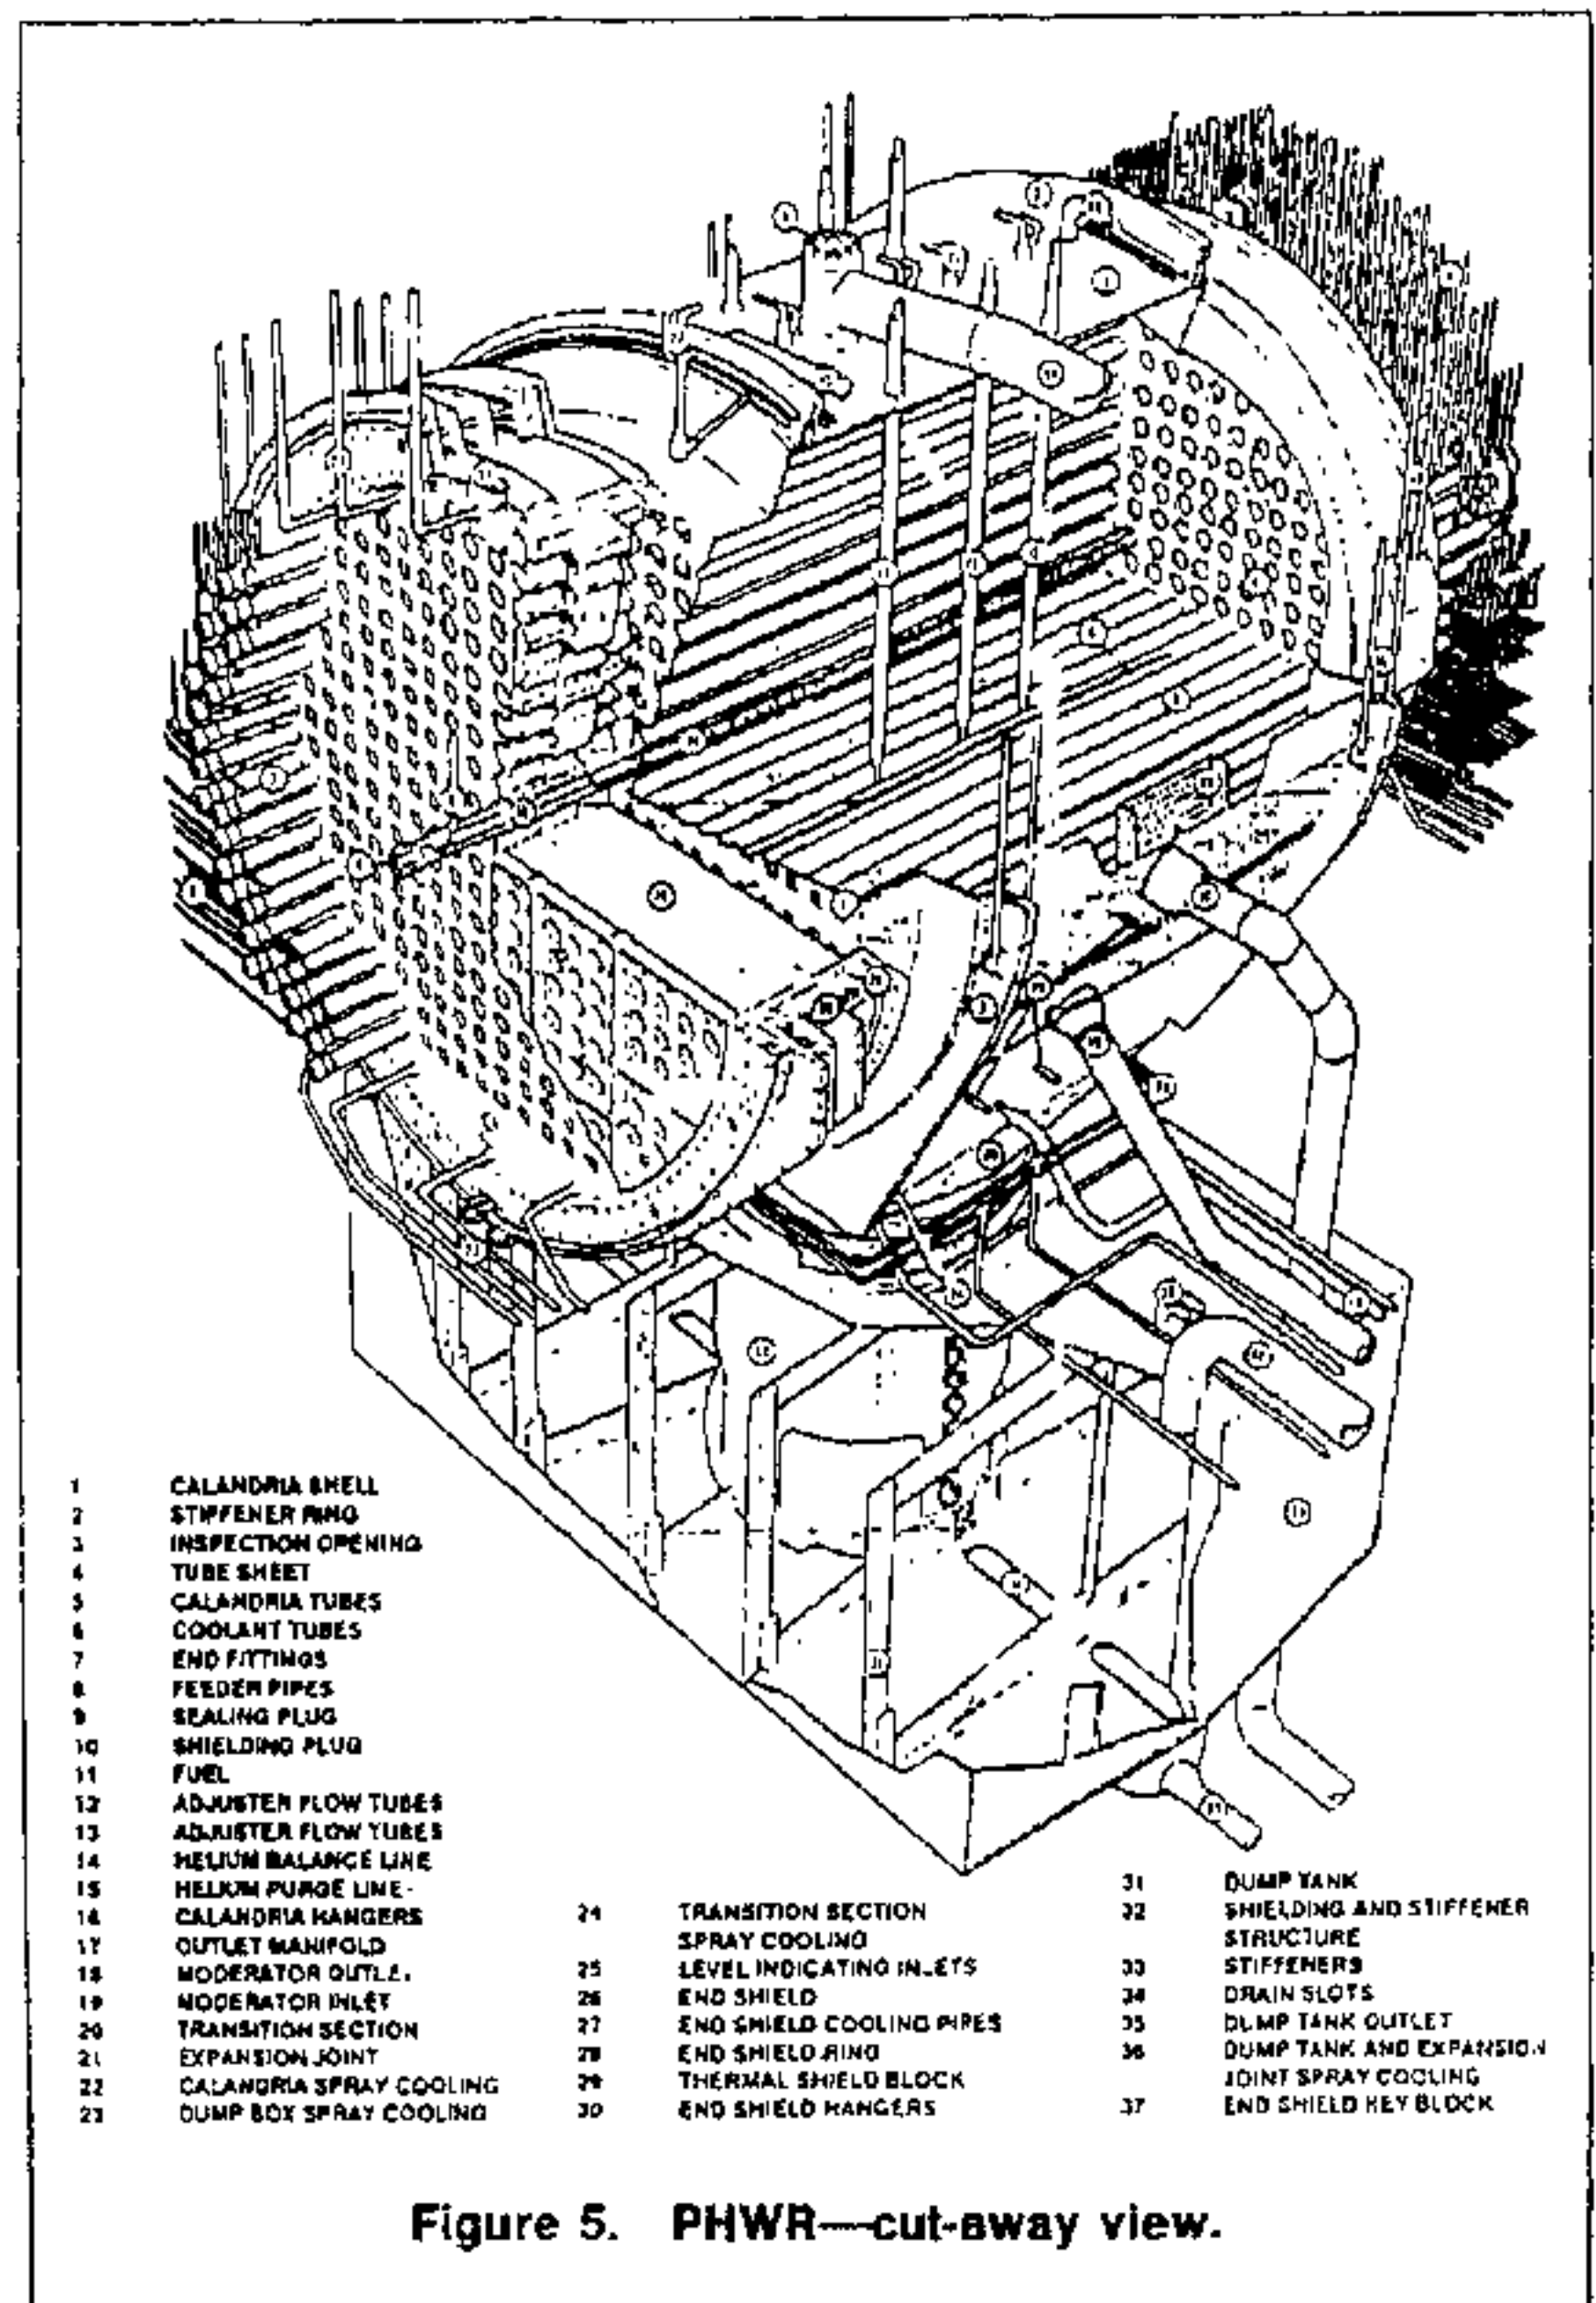 1 CALANDRIA SHELL
2 STIFFENER RING
3 INSPECTION OPENING
4 TUBE SHEET
5 CALANDRIA TUBES
6 COOLANT TUBES
7 END FITTINGS
8 FEEDER PIPES
9 SEALING PLUG
10 SHIELDING PLUG
11 FUEL
12 ADJUSTER FLOW TUBES
13 ADJUSTER FLOW TUBES
14 HELIUM BALANCE LINE
15 HELIUM PURGE LINE
16 CALANDRIA HANGERS
17 OUTLET MANIFOLD
18 MODERATOR OUTLET
19 MODERATOR INLET
20 TRANSITION SECTION
21 EXPANSION JOINT
22 CALANDRIA SPRAY COOLING
23 DUMP BOX SPRAY COOLING
24 TRANSITION SECTION
SPRAY COOLING
25 LEVEL INDICATING INLETS
26 END SHIELD
27 END SHIELD COOLING PIPES
28 END SHIELD RING
29 THERMAL SHIELD BLOCK
30 END SHIELD HANGERS
31 DUMP TANK
32 SHIELDING AND STIFFENER
STRUCTURE
33 STIFFENERS
34 DRAIN SLOTS
35 DUMP TANK OUTLET
36 DUMP TANK AND EXPANSION
JOINT SPRAY COOLING
37 END SHIELD KEY BLOCK
Figure 5. PHWR—cut-away view.